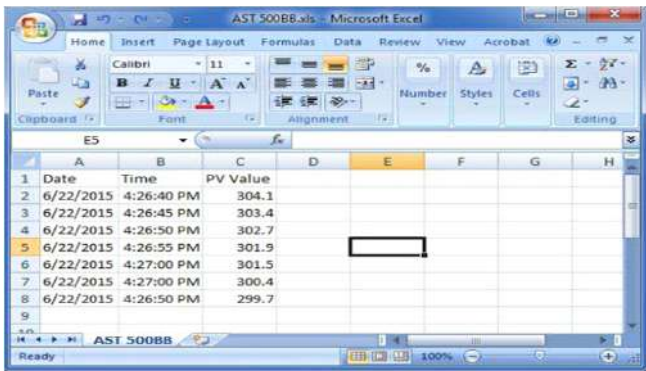 AST 500BB.xls - Microsoft Excel
Home Insert Page Layout Formulas Data Review View Acrobat
Paste
Calibri 11
B I U A A
A
Number
Styles
Cells
Clipboard Font Alignment Editing
E5 fx
A B C D E F G H
1 Date Time PV Value
2 6/22/2015 4:26:40 PM 304.1
3 6/22/2015 4:26:45 PM 303.4
4 6/22/2015 4:26:50 PM 302.7
5 6/22/2015 4:26:55 PM 301.9
6 6/22/2015 4:27:00 PM 301.5
7 6/22/2015 4:27:00 PM 300.4
8 6/22/2015 4:26:50 PM 299.7
9
10
AST 500BB
Ready 100%